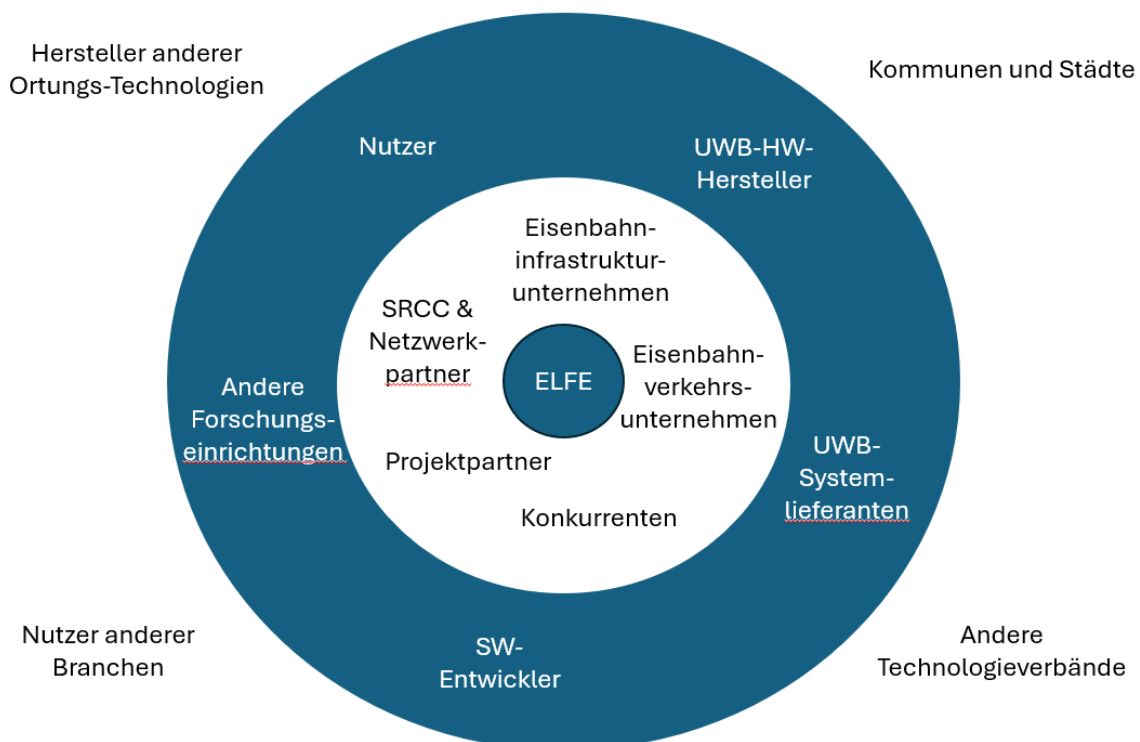 Hersteller anderer
Ortungs-Technologien
Kommunen und Städte
Nutzer
UWB-HW-
Hersteller
Eisenbahn-
infrastruktur-
unternehmen
SRCC &
Netzwerk-
partner
ELFE
Eisenbahn-
verkehrs-
unternehmen
Andere
Forschungs-
einrichtungen
Projektpartner
UWB-
System-
lieferanten
Konkurrenten
Nutzer anderer
Branchen
SW-
Entwickler
Andere
Technologieverbände